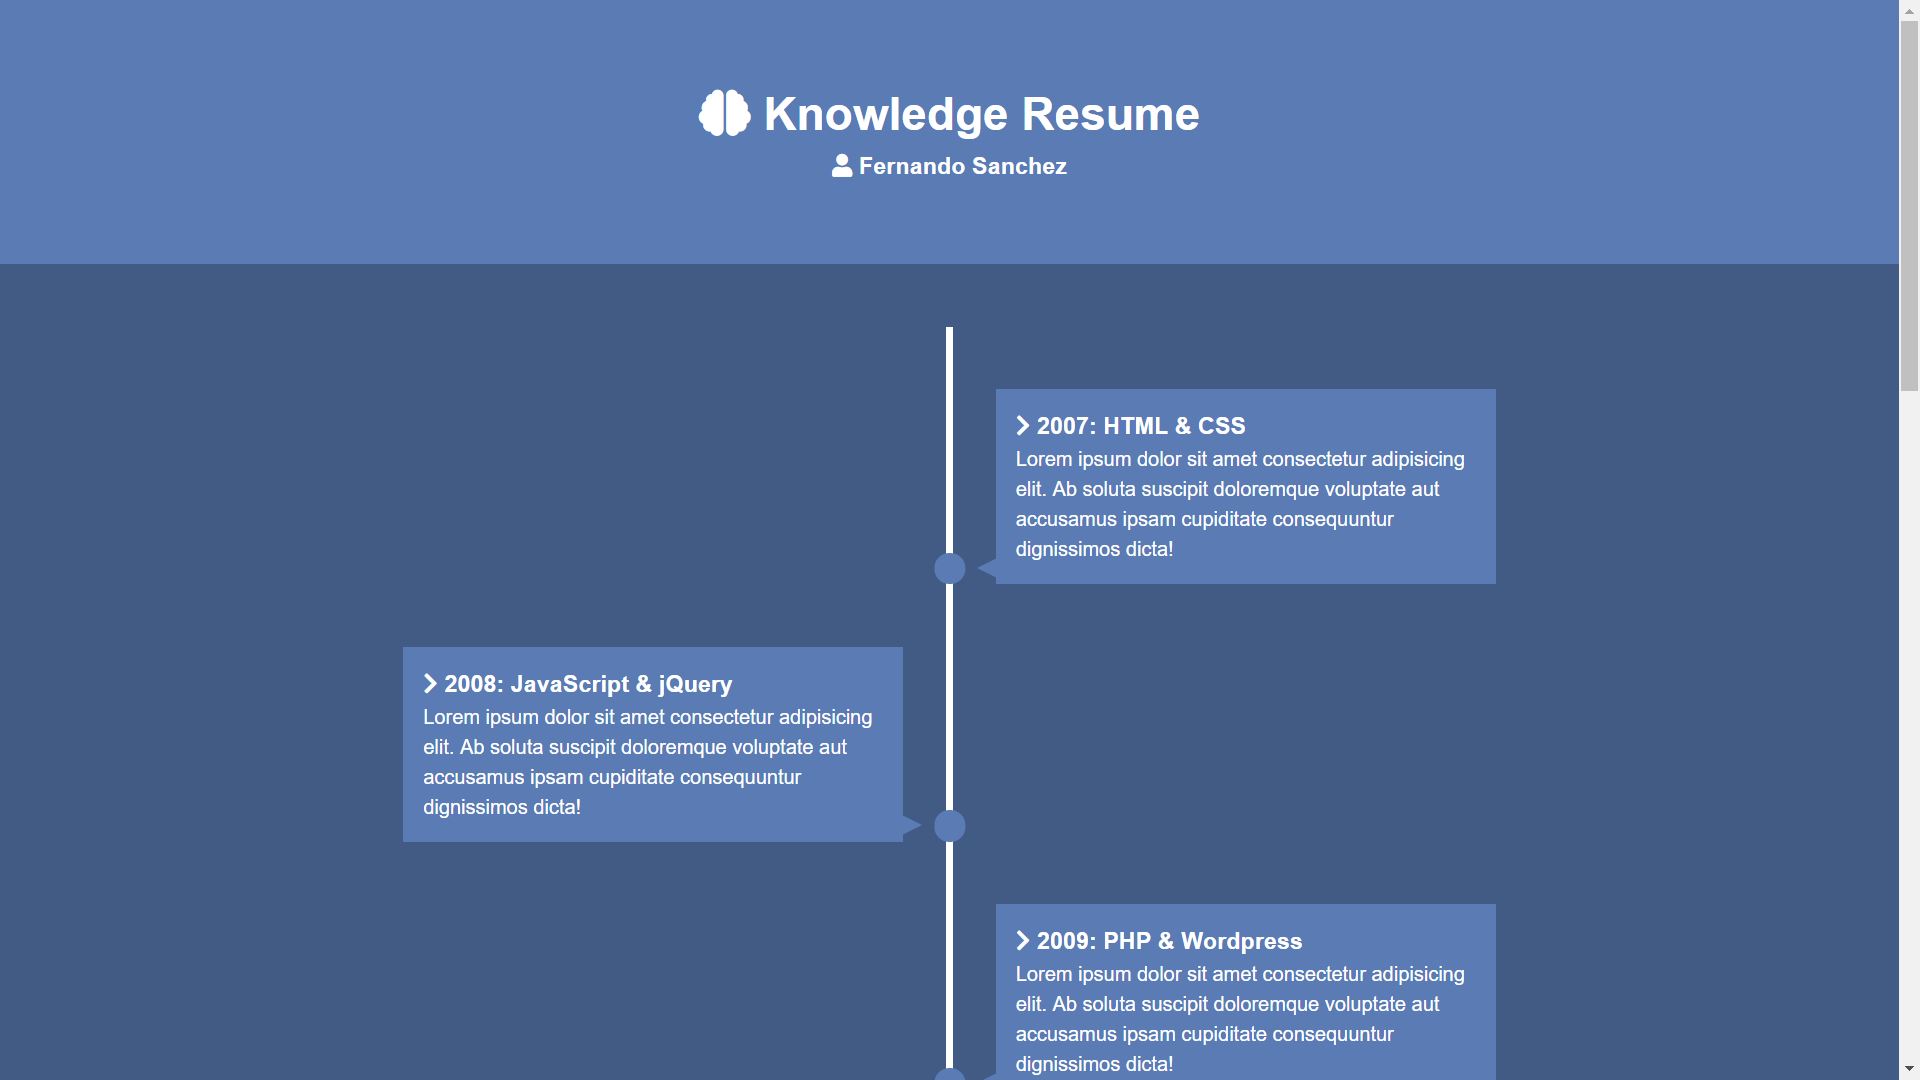 Knowledge Resume
Fernando Sanchez
2007: HTML & CSS
Lorem ipsum dolor sit amet consectetur adipisicing
elit. Ab soluta suscipit doloremque voluptate aut
accusamus ipsam cupiditate consequuntur
dignissimos dicta!
2008: JavaScript & jQuery
Lorem ipsum dolor sit amet consectetur adipisicing
elit. Ab soluta suscipit doloremque voluptate aut
accusamus ipsam cupiditate consequuntur
dignissimos dicta!
2009: PHP & Wordpress
Lorem ipsum dolor sit amet consectetur adipisicing
elit. Ab soluta suscipit doloremque voluptate aut
accusamus ipsam cupiditate consequuntur
dignissimos dicta!